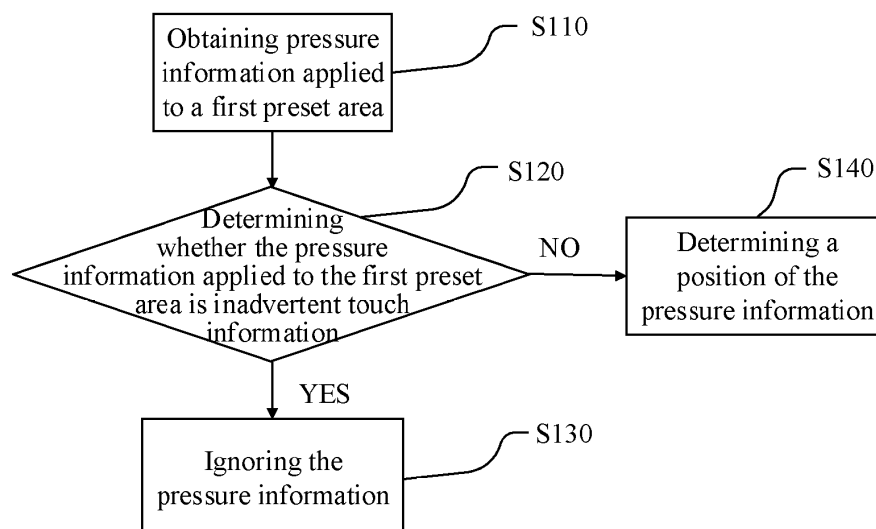 Obtaining pressure
information applied
to a first preset area
S110
S120
Determining
whether the pressure
information applied to the first preset
area is inadvertent touch
information
NO
S140
Determining a
position of the
pressure information
YES
S130
Ignoring the
pressure information